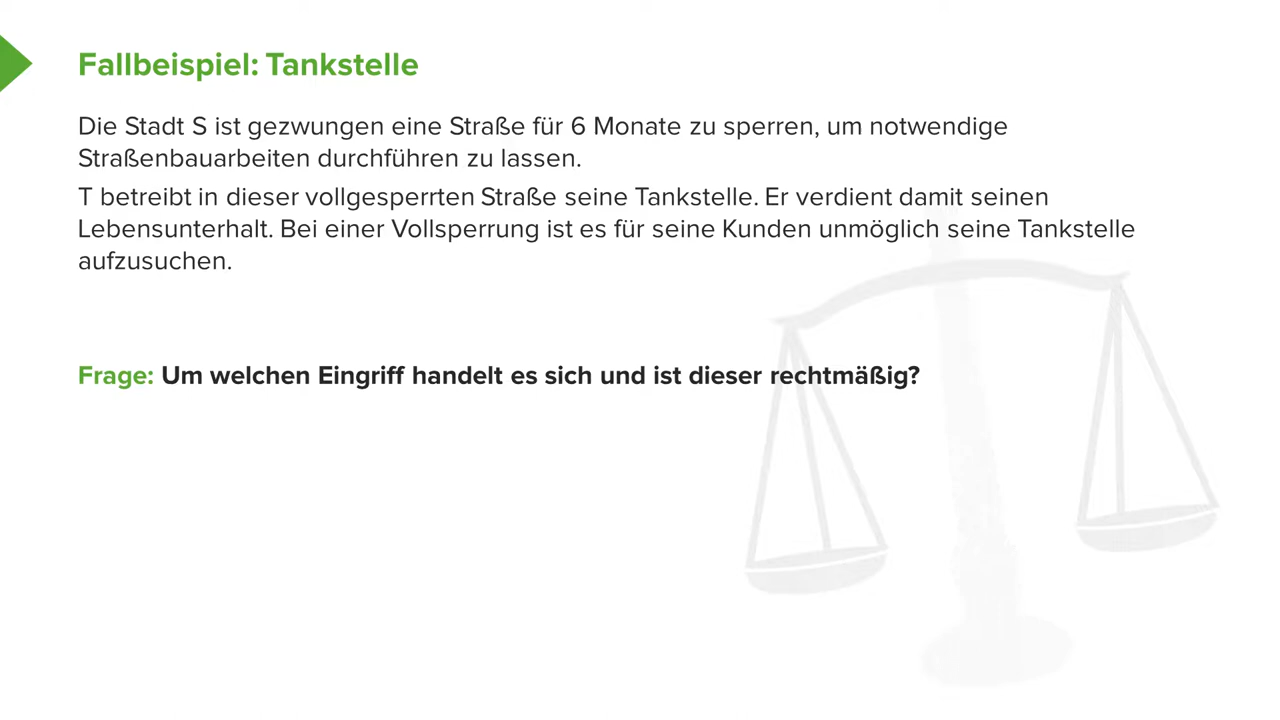 Fallbeispiel: Tankstelle
Die Stadt S ist gezwungen eine Straße für 6 Monate zu sperren, um notwendige
Straßenbauarbeiten durchführen zu lassen.
T betreibt in dieser vollgesperrten Straße seine Tankstelle. Er verdient damit seinen
Lebensunterhalt. Bei einer Vollsperrung ist es für seine Kunden unmöglich seine Tankstelle
aufzusuchen.
Frage: Um welchen Eingriff handelt es sich und ist dieser rechtmäßig?